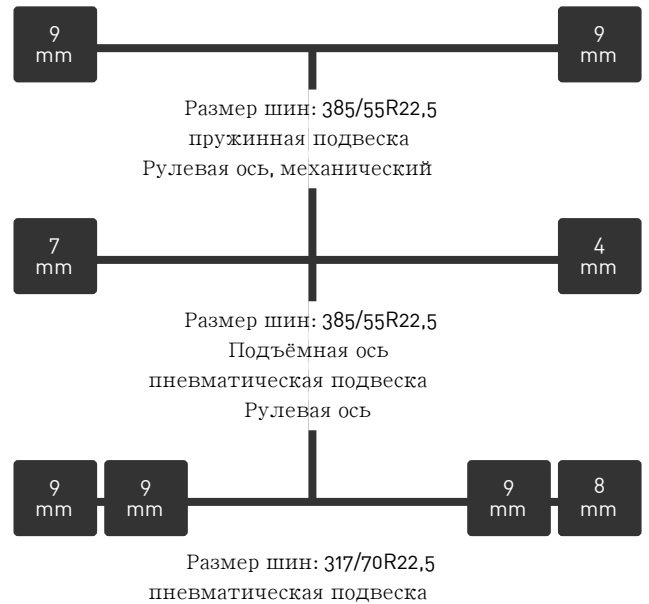 9 9
mm mm
Размер шин: 385/55R22,5
пружинная подвеска
Рулевая ось, механический
7 4
mm mm
Размер шин: 385/55R22,5
Подъёмная ось
пневматическая подвеска
Рулевая ось
9 9 9 8
mm mm mm mm
Размер шин: 317/70R22,5
пневматическая подвеска